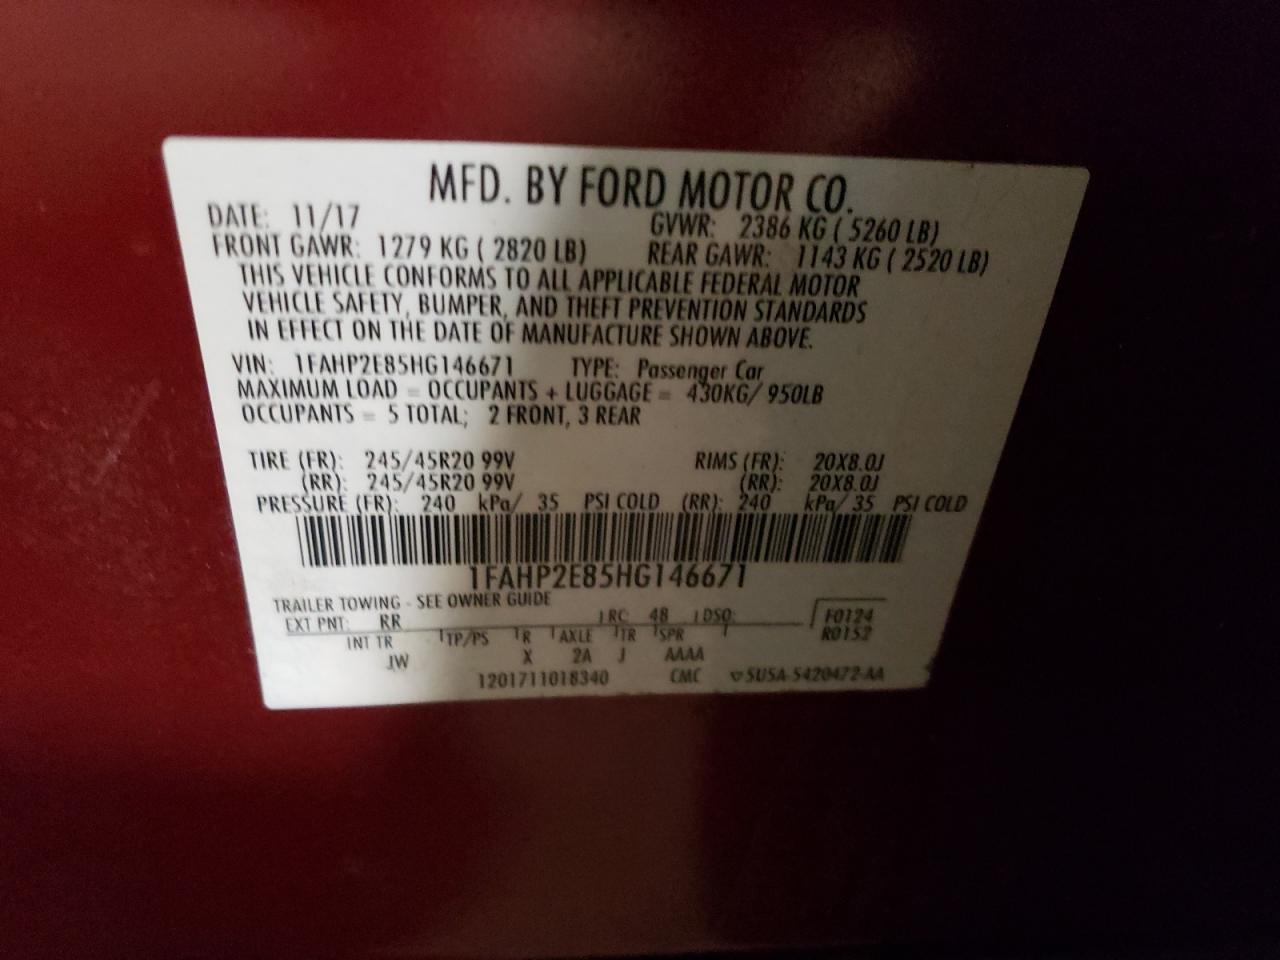 MFD. BY FORD MOTOR CO.
DATE: 11/17 GVWR: 2386 KG ( 5260 LB)
FRONT GAWR: 1279 KG ( 2820 LB) REAR GAWR: 1143 KG ( 2520 LB)
THIS VEHICLE CONFORMS TO ALL APPLICABLE FEDERAL MOTOR
VEHICLE SAFETY, BUMPER, AND THEFT PREVENTION STANDARDS
IN EFFECT ON THE DATE OF MANUFACTURE SHOWN ABOVE.
VIN: 1FAHP2E85HG146671 TYPE: Passenger Car
MAXIMUM LOAD = OCCUPANTS + LUGGAGE = 430KG/ 950LB
OCCUPANTS = 5 TOTAL; 2 FRONT, 3 REAR
TIRE (FR): 245/45R20 99V RIMS (FR): 20X8.0J
(RR): 245/45R20 99V (RR): 20X8.0J
PRESSURE (FR): 240 kPa/ 35 PSI COLD (RR): 240 kPa/ 35 PSI COLD
1FAHP2E85HG146671
TRAILER TOWING - SEE OWNER GUIDE
EXT PNT: RR RC: 48 DSO: F0124
R0152
INT TR TP/PS R AXLE TR SPR
JW X 2A J AAAA
1201711018340 CMC SUSA-5420472-AA